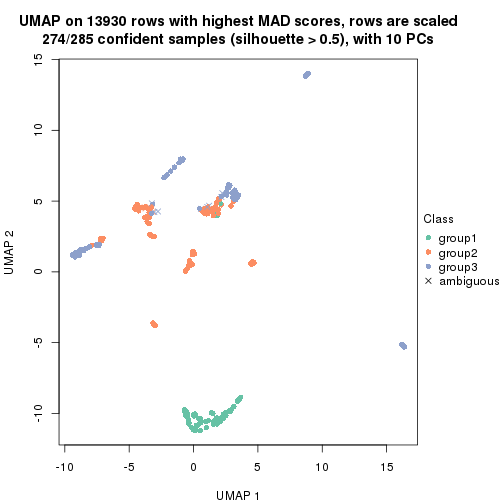 UMAP on 13930 rows with highest MAD scores, rows are scaled
274/285 confident samples (silhouette > 0.5), with 10 PCs
15
10
5
0
-5
-10
UMAP 2
-10
-5
0
5
10
15
UMAP 1
Class
group1
group2
group3
ambiguous